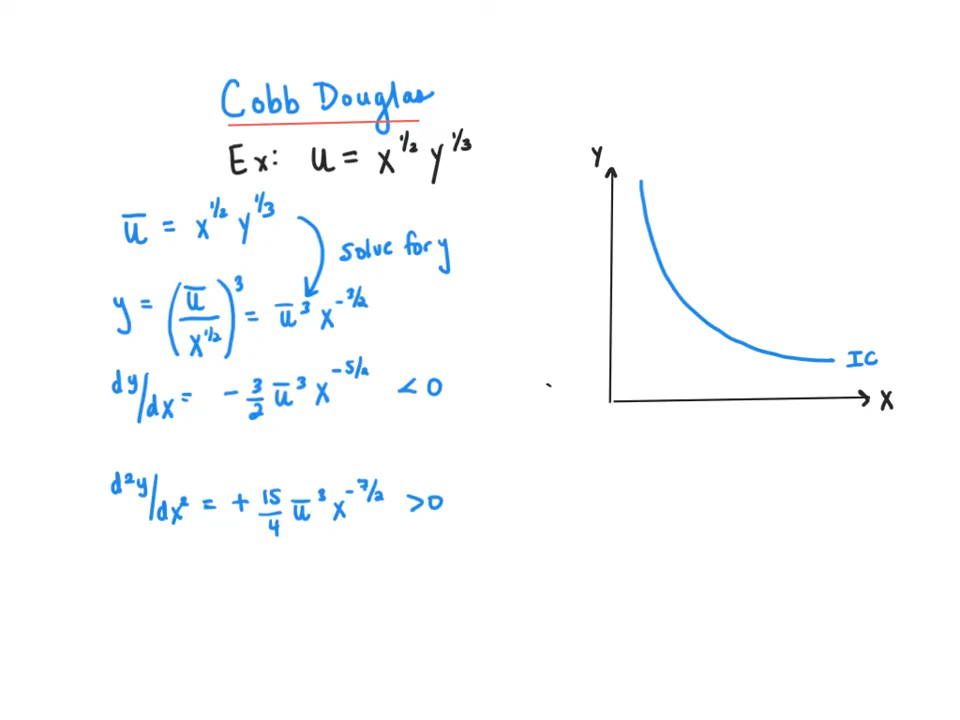 Cobb Douglas
Ex: u = x^1/2 y^1/3
ū = x^1/2 y^1/3
solve for y
y = (ū / x^1/2)^3 = ū^3 x^-3/2
dy/dx = - 3/2 ū^3 x^-5/2 < 0
d²y/dx² = + 15/4 ū^3 x^-7/2 > 0
Y
IC
X